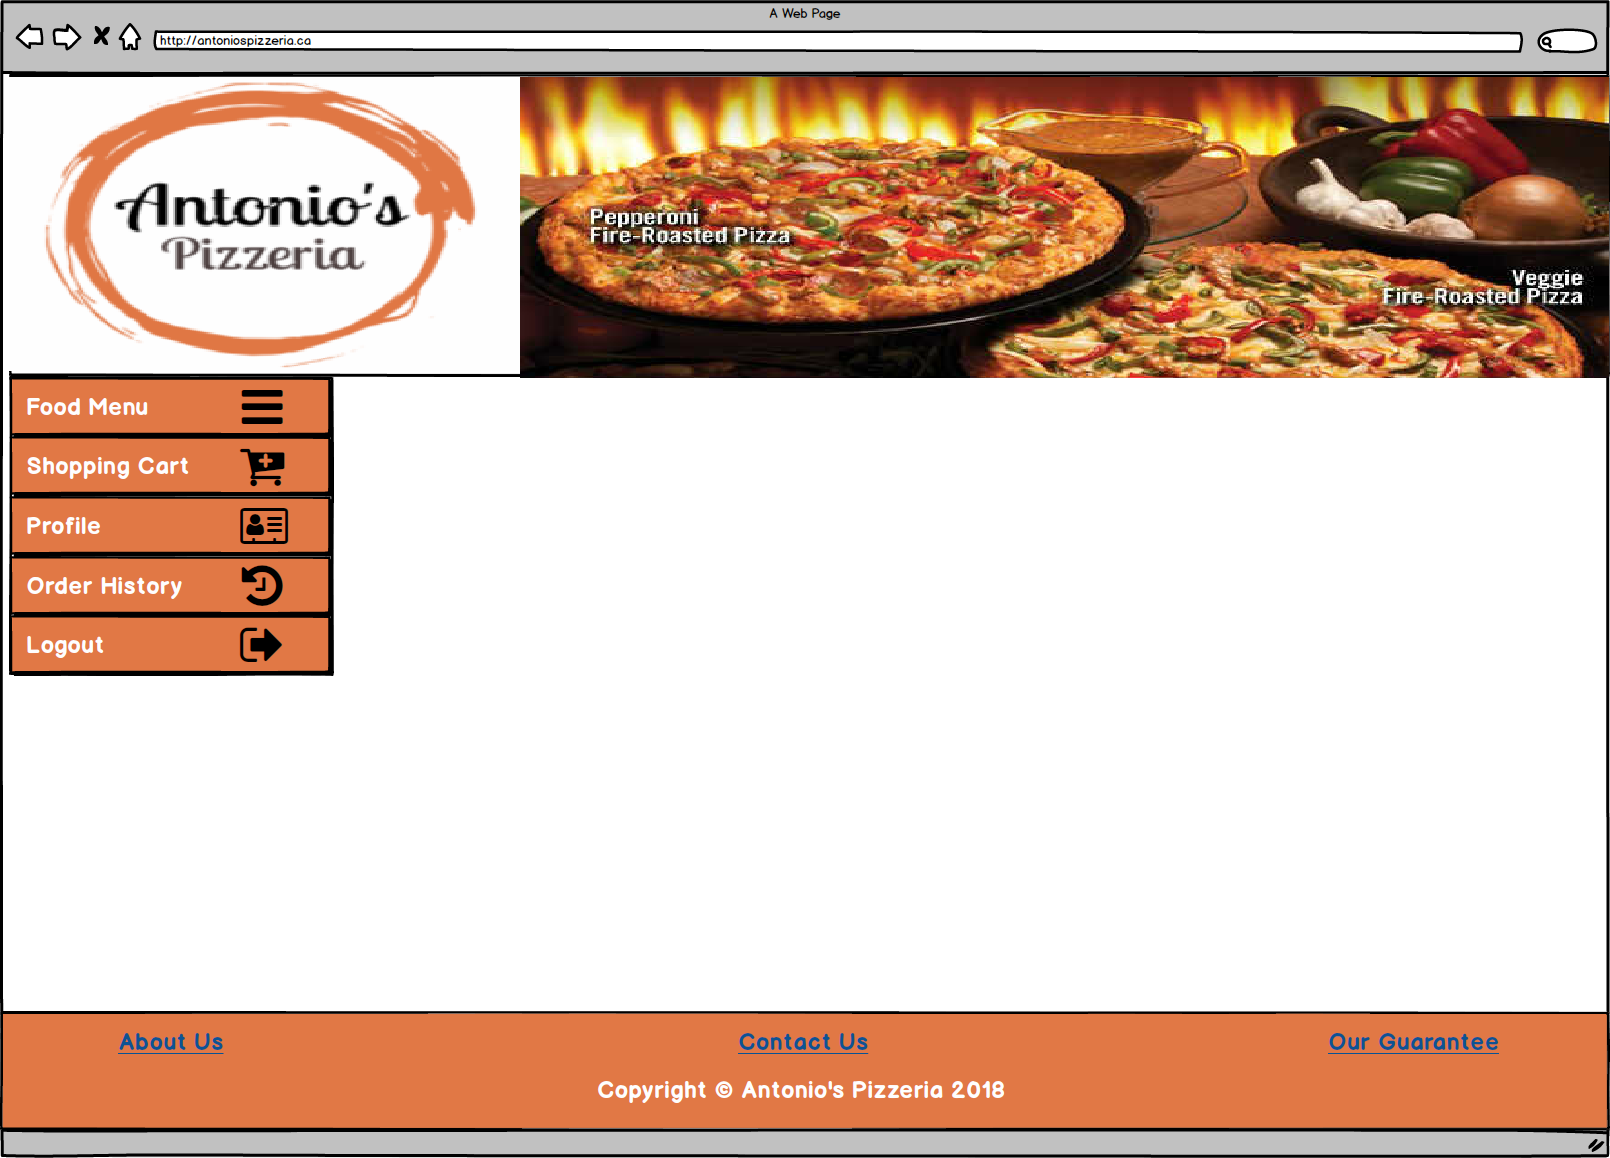 A Web Page
http://antoniospizzeria.ca
Antonio's
Pizzeria
Pepperoni
Fire-Roasted Pizza
Veggie
Fire-Roasted Pizza
Food Menu
Shopping Cart
Profile
Order History
Logout
About Us
Contact Us
Our Guarantee
Copyright © Antonio's Pizzeria 2018